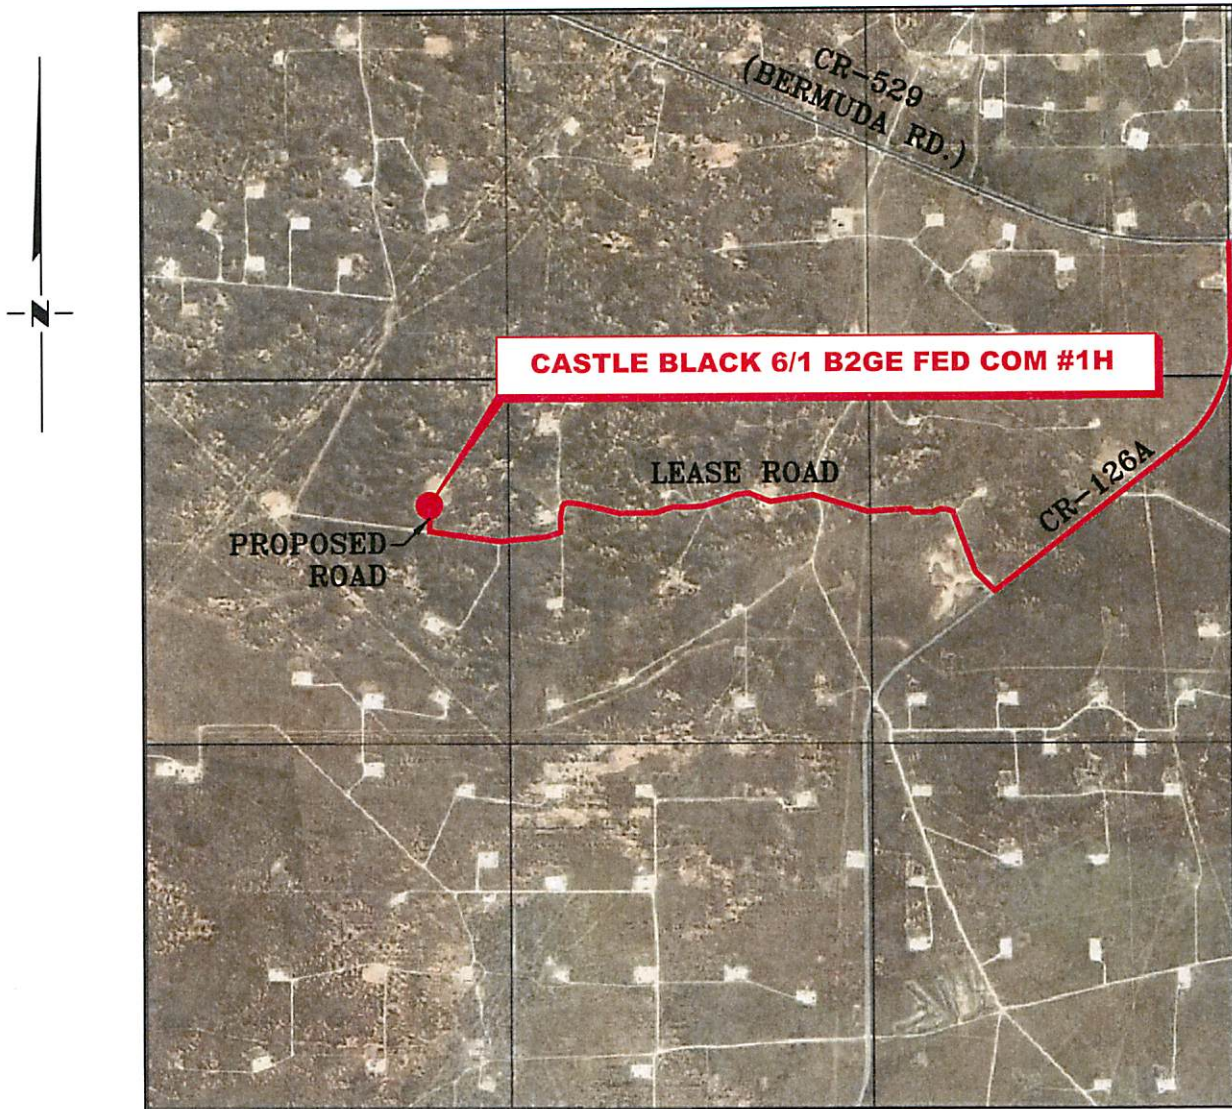 CR-529
(BERMUDA RD.)
N
CASTLE BLACK 6/1 B2GE FED COM #1H
LEASE ROAD
CR-126A
PROPOSED
ROAD